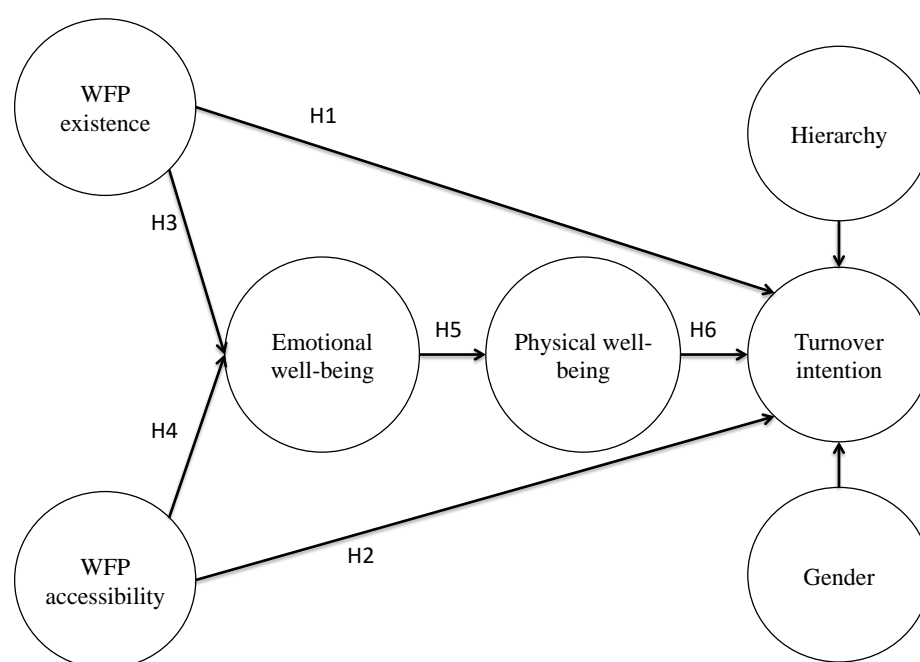 WFP
existence
H1
Hierarchy
H3
Emotional
well-being
H5
Physical well-
being
H6
Turnover
intention
H4
H2
WFP
accessibility
Gender